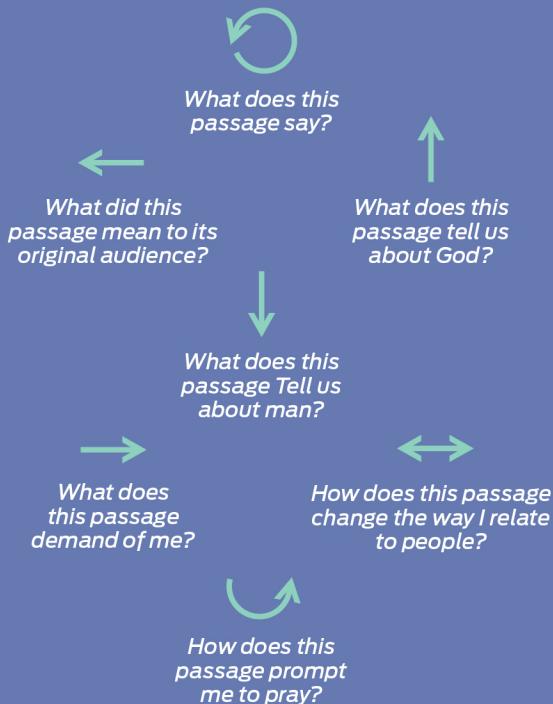 What does this
passage say?
What did this
passage mean to its
original audience?
What does this
passage tell us
about God?
What does this
passage Tell us
about man?
What does
this passage
demand of me?
How does this passage
change the way I relate
to people?
How does this
passage prompt
me to pray?